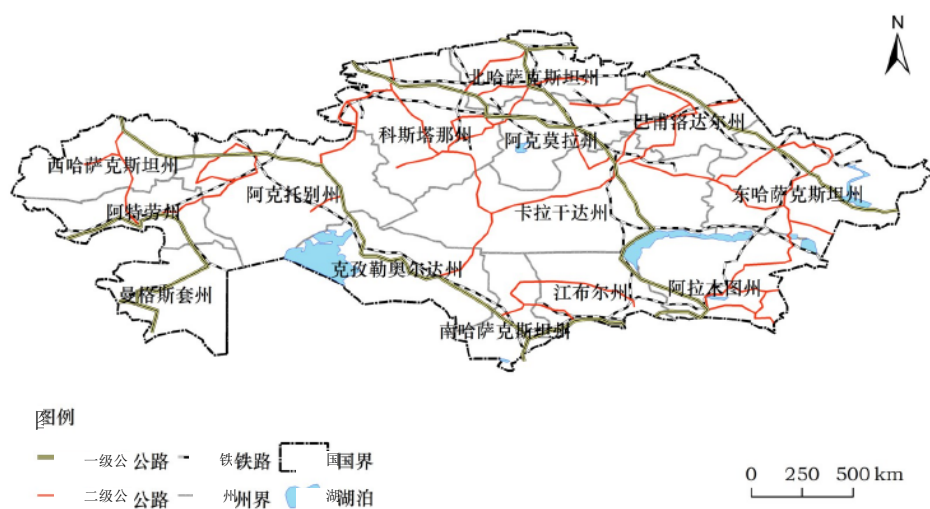 N
北哈萨克斯坦州
科斯塔那州
阿克莫拉州
巴甫洛达尔州
西哈萨克斯坦州
阿克托别州
东哈萨克斯坦州
阿特劳州
卡拉干达州
克孜勒奥尔达州
曼格斯套州
江布尔州
阿拉木图州
南哈萨克斯坦州
图例
一级公 公路 铁 铁路 国 国界
二级公 公路 州 州界 湖 湖泊
0 250 500 km